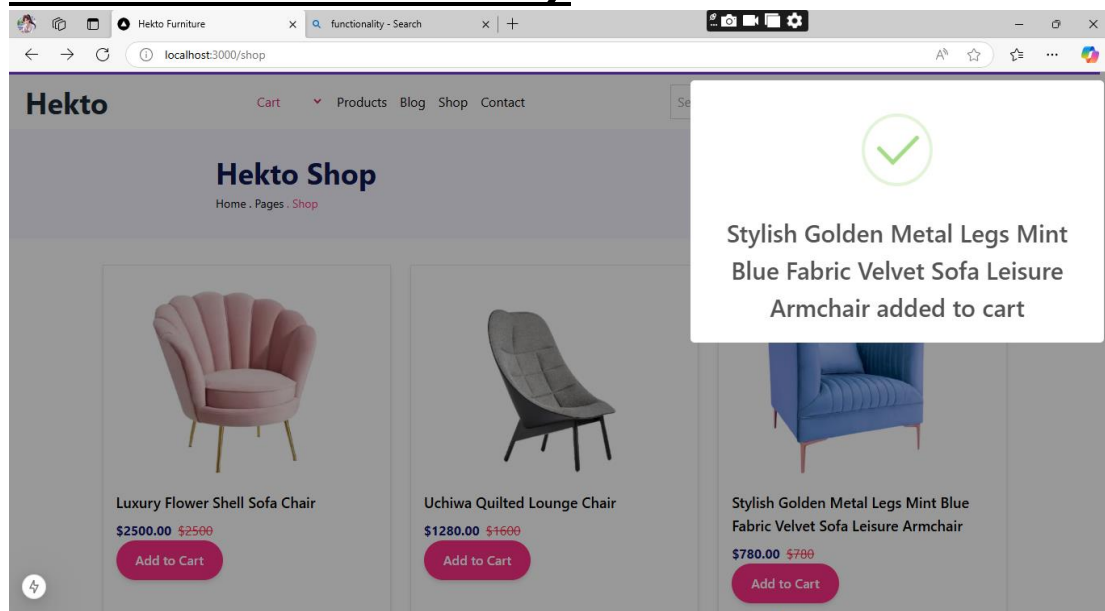 Hekto Furniture
functionality - Search
localhost:3000/shop
Hekto
Cart Products Blog Shop Contact
Hekto Shop
Home . Pages . Shop
Stylish Golden Metal Legs Mint
Blue Fabric Velvet Sofa Leisure
Armchair added to cart
Luxury Flower Shell Sofa Chair
$2500.00 $2500
Add to Cart
Uchiwa Quilted Lounge Chair
$1280.00 $1600
Add to Cart
Stylish Golden Metal Legs Mint Blue
Fabric Velvet Sofa Leisure Armchair
$780.00 $780
Add to Cart